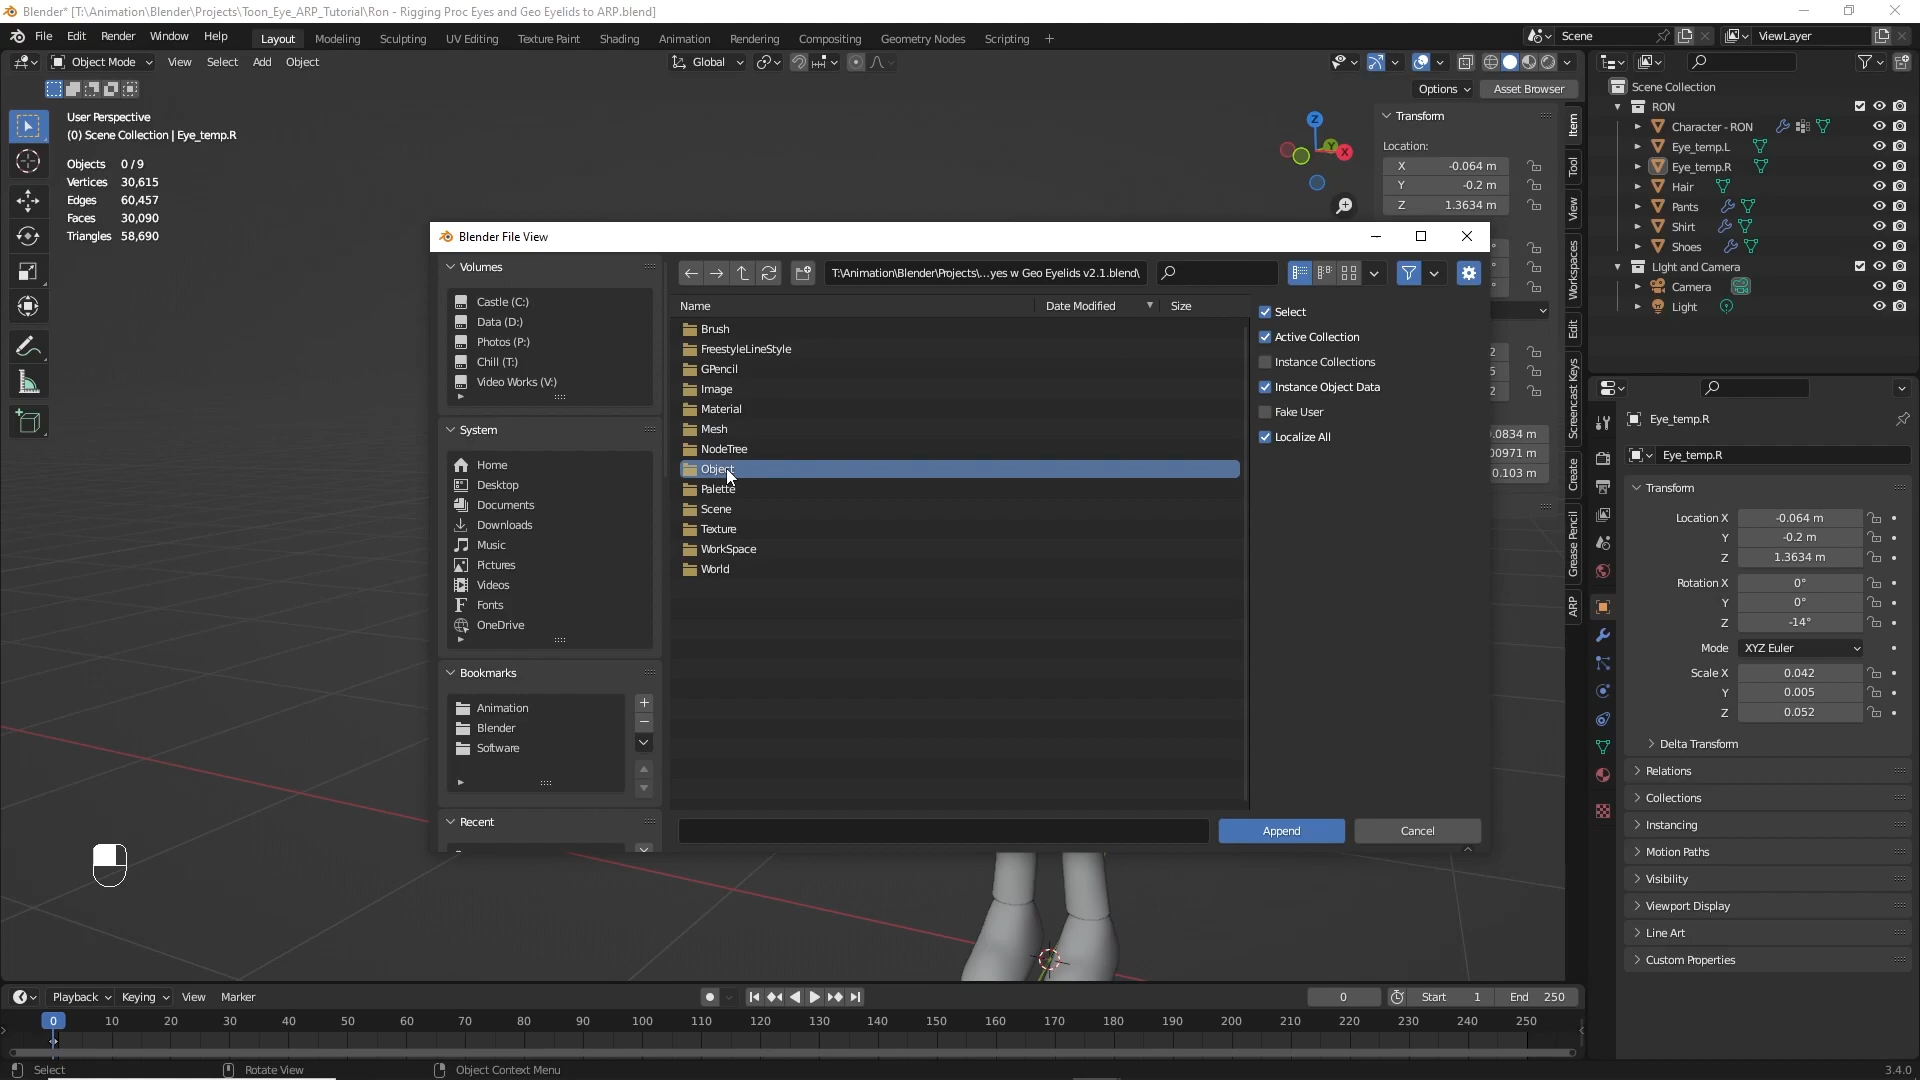 Blender* [T:\Animation\Blender\Projects\Toon_Eye_ARP_Tutorial\Ron - Rigging Proc Eyes and Geo Eyelids to ARP.blend]
File Edit Render Window Help Layout Modeling Sculpting UV Editing Texture Paint Shading Animation Rendering Compositing Geometry Nodes Scripting + Scene ViewLayer
Object Mode View Select Add Object Global
Options Asset Browser
User Perspective
(0) Scene Collection | Eye_temp.R
Objects 0 / 9
Vertices 30,615
Edges 60,457
Faces 30,090
Triangles 58,690
Z
Y
X
Transform
Location:
X -0.064 m
Y -0.2 m
Z 1.3634 m
2
5
2
0.103 m
Item
Tool
View
Workspaces
Edit
Screencast Keys
Create
Grease Pencil
ARP
Blender File View
Volumes
Castle (C:)
Data (D:)
Photos (P:)
Chill (T:)
Video Works (V:)
System
Home
Desktop
Documents
Downloads
Music
Pictures
Videos
Fonts
OneDrive
Bookmarks
Animation
Blender
Software
Recent
T:\Animation\Blender\Projects\...yes w Geo Eyelids v2.1.blend\
Name Date Modified Size
Brush
FreestyleLineStyle
GPencil
Image
Material
Mesh
NodeTree
Object
Palette
Scene
Texture
WorkSpace
World
Select
Active Collection
Instance Collections
Instance Object Data
Fake User
Localize All
Append Cancel
Scene Collection
RON
Character - RON
Eye_temp.L
Eye_temp.R
Hair
Pants
Shirt
Shoes
LIght and Camera
Camera
Light
Eye_temp.R
Eye_temp.R
Transform
Location X -0.064 m
Y -0.2 m
Z 1.3634 m
Rotation X 0°
Y 0°
Z -14°
Mode XYZ Euler
Scale X 0.042
Y 0.005
Z 0.052
Delta Transform
Relations
Collections
Instancing
Motion Paths
Visibility
Viewport Display
Line Art
Custom Properties
Playback Keying View Marker 0 Start 1 End 250
0 10 20 30 40 50 60 70 80 90 100 110 120 130 140 150 160 170 180 190 200 210 220 230 240 250
Select Rotate View Object Context Menu 3.4.0